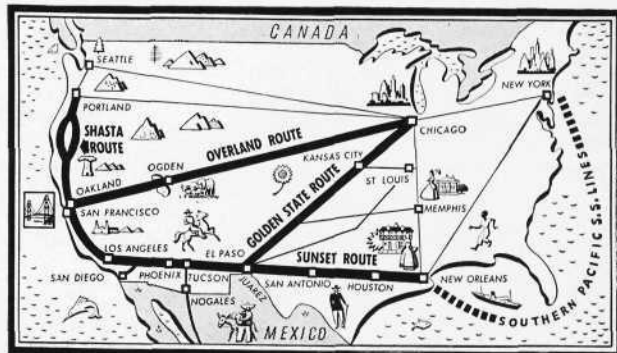 CANADA
SEATTLE
NEW YORK
PORTLAND
CHICAGO
SHASTA
ROUTE
OVERLAND ROUTE
KANSAS CITY
OGDEN
ST LOUIS
OAKLAND
GOLDEN STATE ROUTE
MEMPHIS
SAN FRANCISCO
LOS ANGELES
EL PASO
SUNSET ROUTE
SAN DIEGO
PHOENIX
TUCSON
SAN ANTONIO
HOUSTON
NEW ORLEANS
NOGALES
JUAREZ
MEXICO
SOUTHERN PACIFIC S.S. LINES